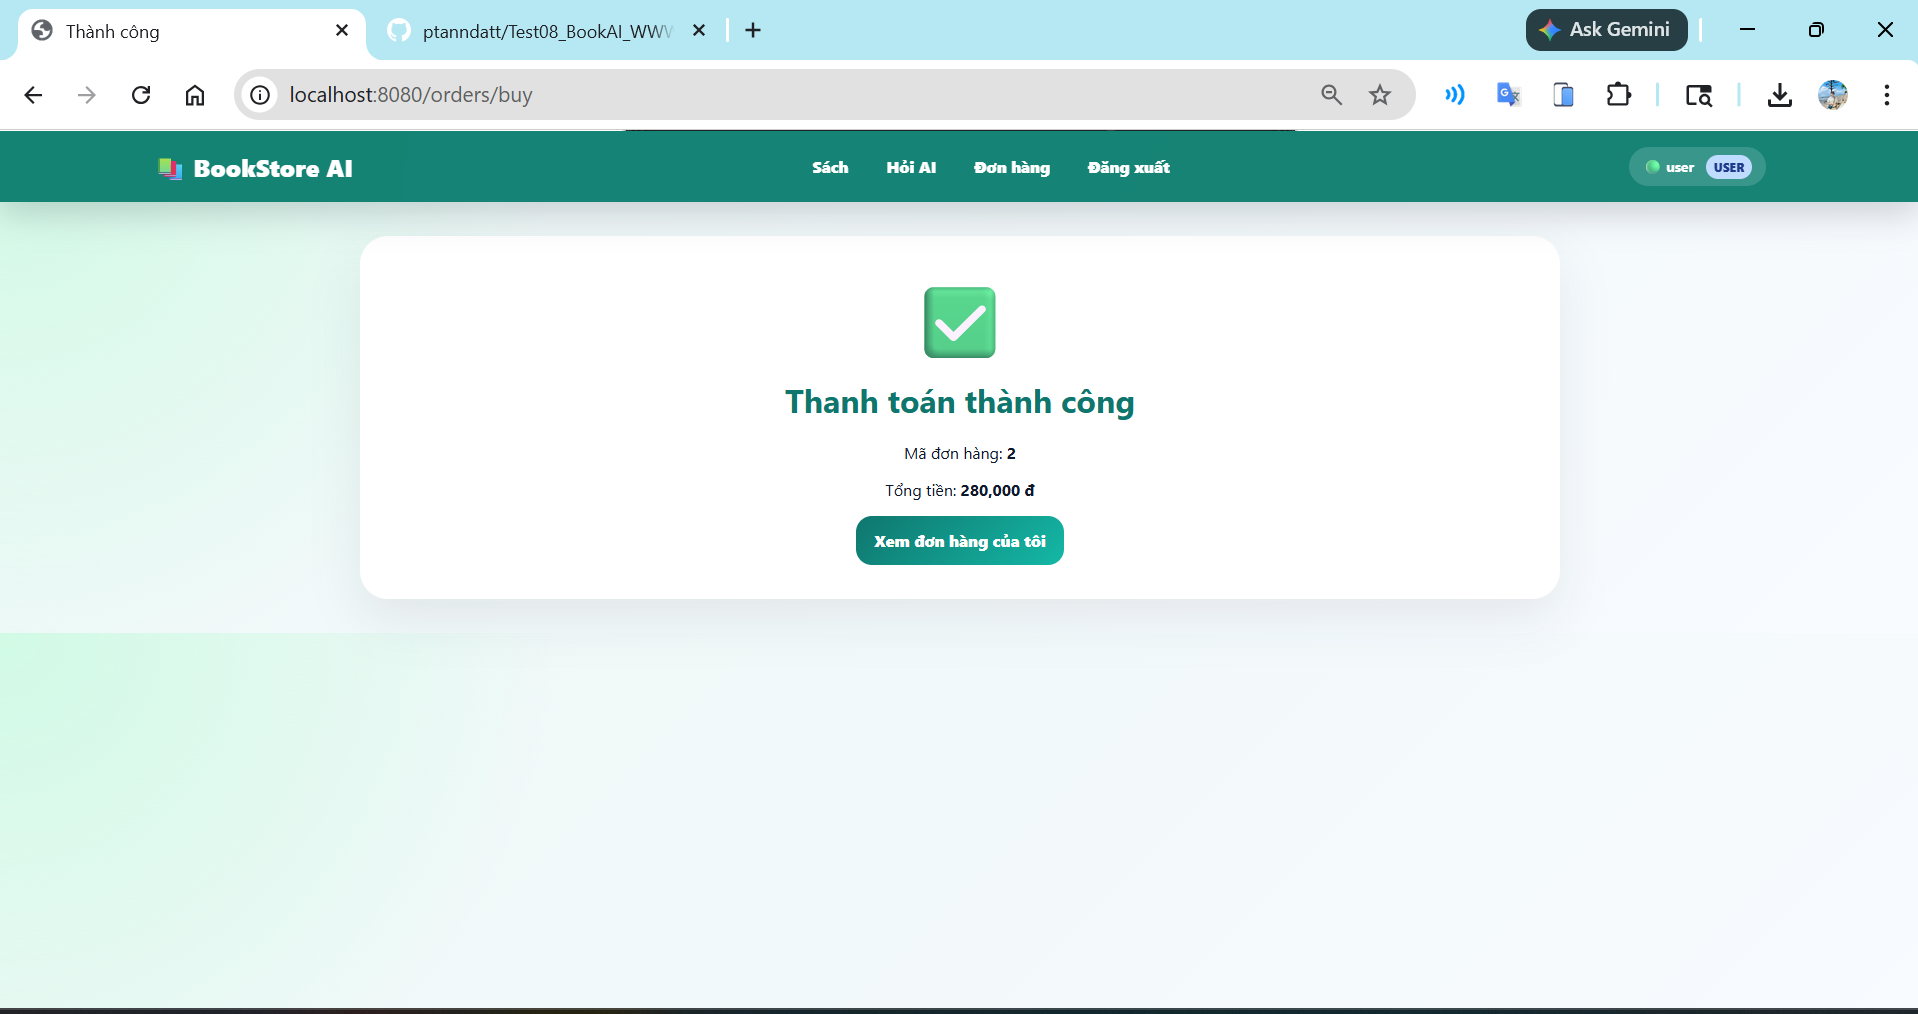 Thành công
ptanndatt/Test08_BookAI_WWW
Ask Gemini
localhost:8080/orders/buy
BookStore AI
Sách
Hỏi AI
Đơn hàng
Đăng xuất
user
USER
Thanh toán thành công
Mã đơn hàng: 2
Tổng tiền: 280,000 đ
Xem đơn hàng của tôi